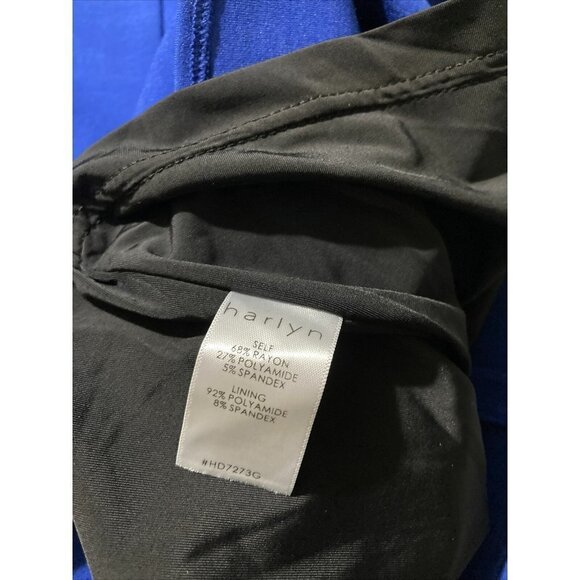 harlyn
SELF
68% RAYON
27% POLYAMIDE
5% SPANDEX
LINING
92% POLYAMIDE
8% SPANDEX
#HD7273G